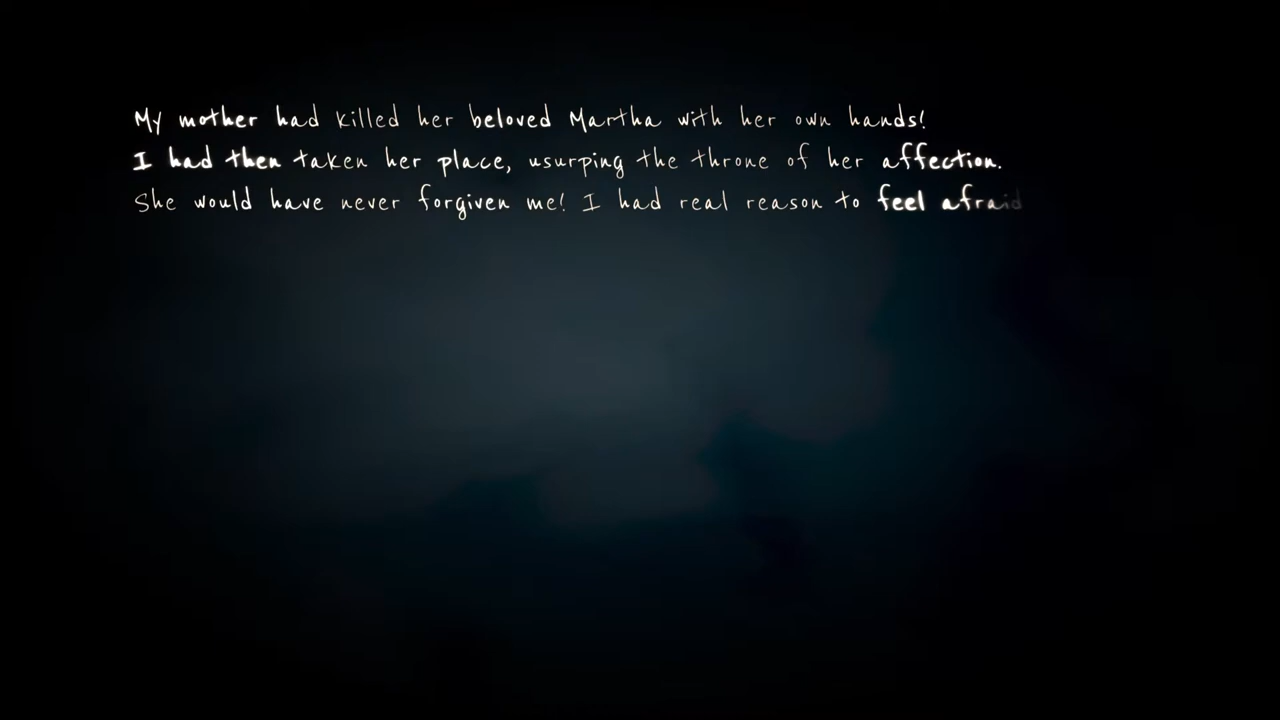 My mother had killed her beloved Martha with her own hands!
I had then taken her place, usurping the throne of her affection.
She would have never forgiven me! I had real reason to feel afraid